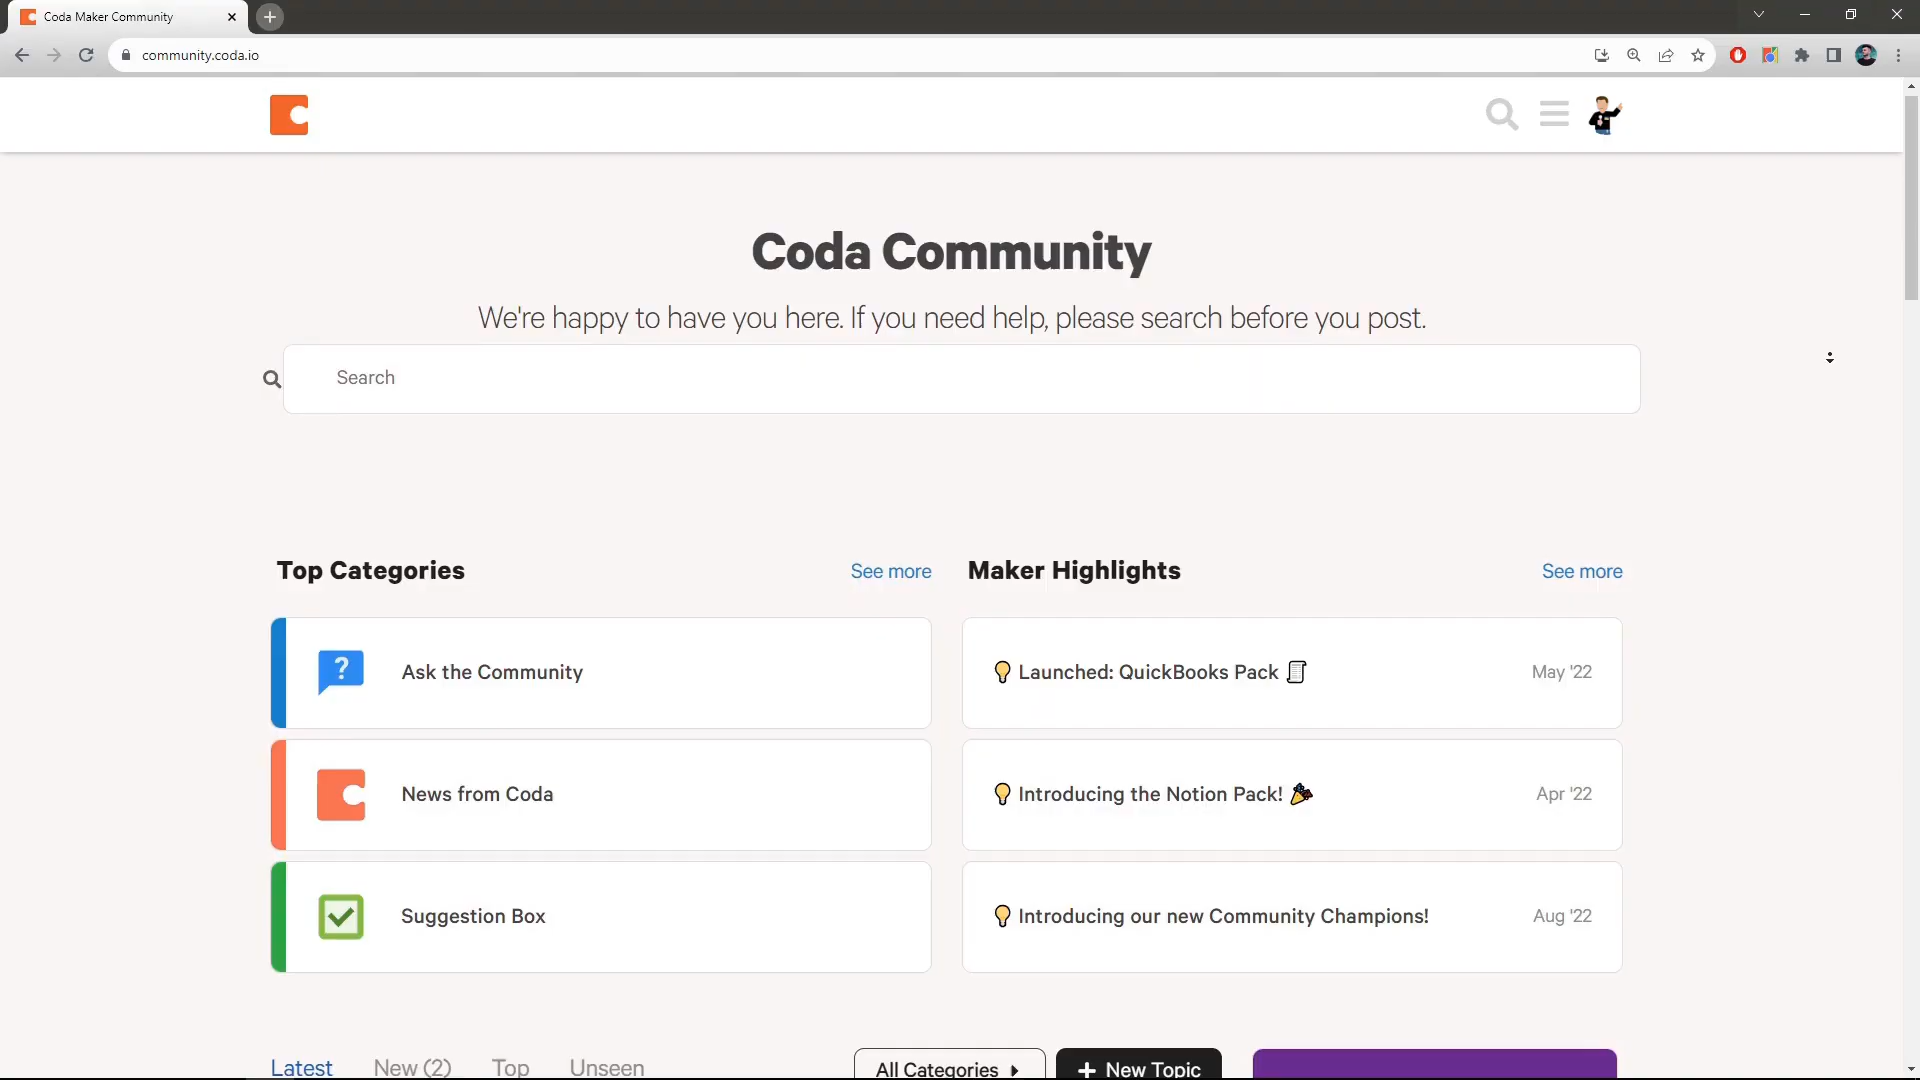 Coda Maker Community
community.coda.io
Coda Community
We're happy to have you here. If you need help, please search before you post.
Search
Top Categories
See more
Maker Highlights
See more
Ask the Community
Launched: QuickBooks Pack
May '22
News from Coda
Introducing the Notion Pack!
Apr '22
Suggestion Box
Introducing our new Community Champions!
Aug '22
Latest
New (2)
Top
Unseen
All Categories
New Topic